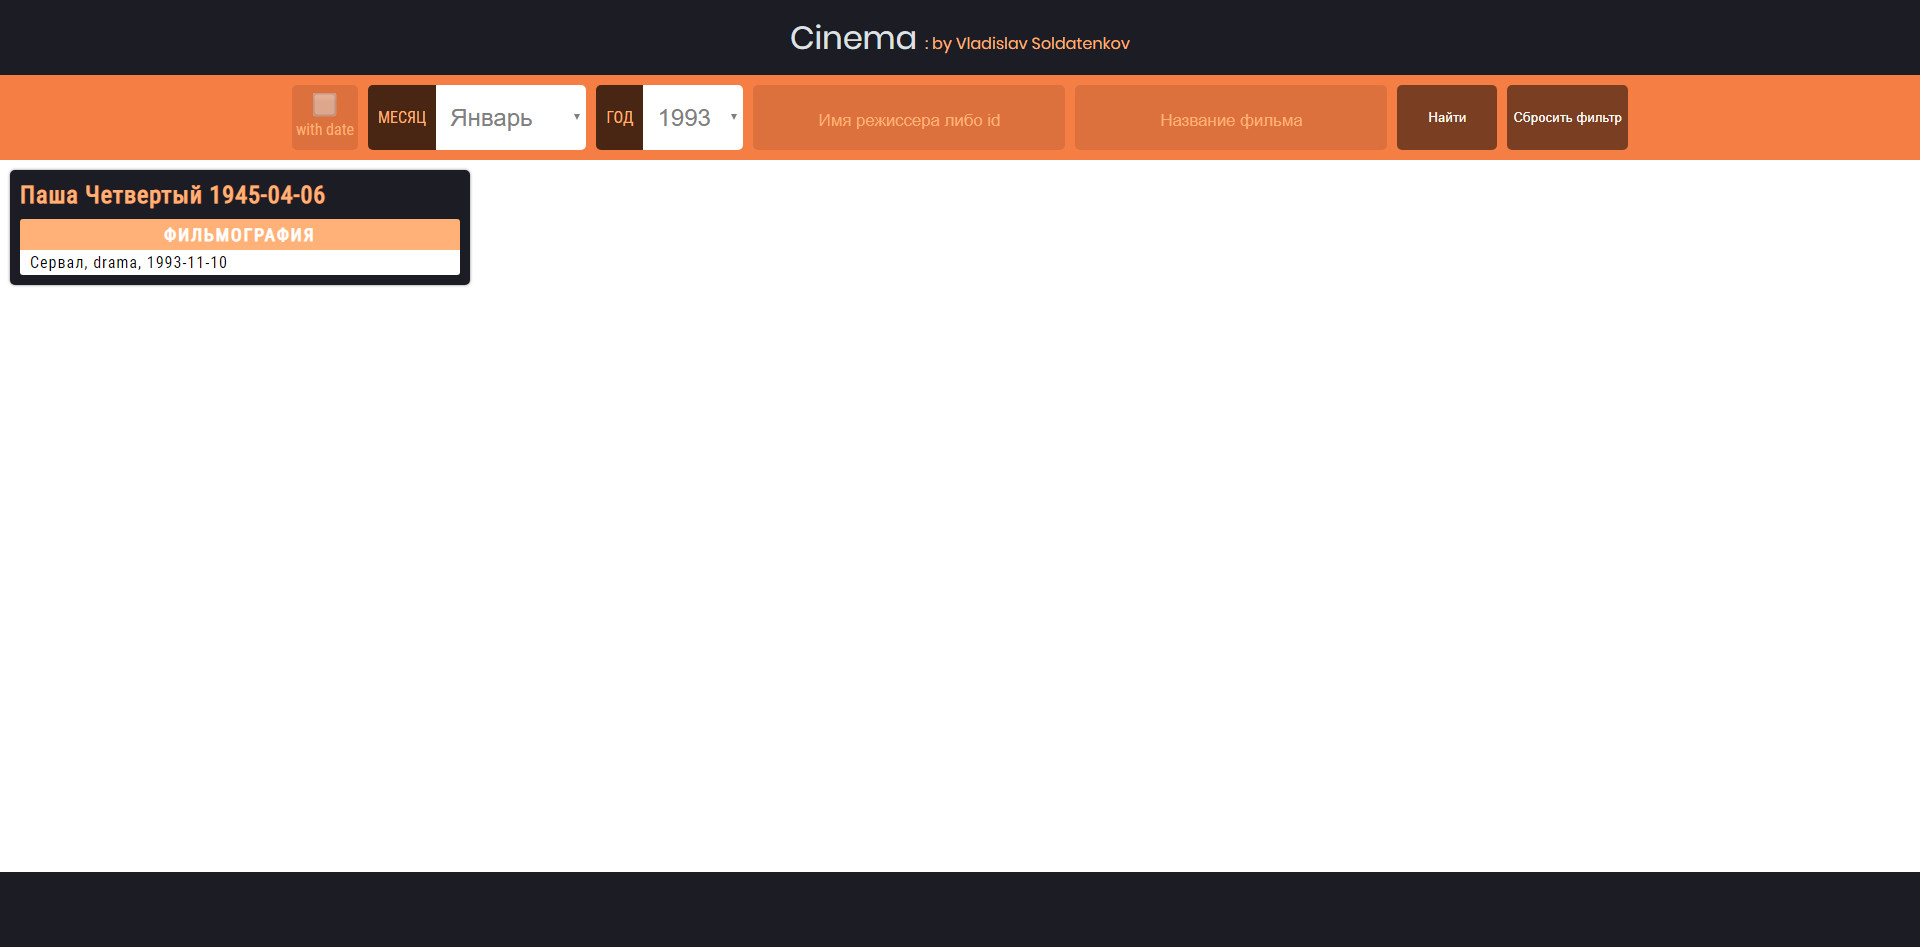 Cinema : by Vladislav Soldatenkov
with date
МЕСЯЦ Январь ГОД 1993 Имя режиссера либо id Название фильма Найти Сбросить фильтр
Паша Четвертый 1945-04-06
ФИЛЬМОГРАФИЯ
Сервал, drama, 1993-11-10